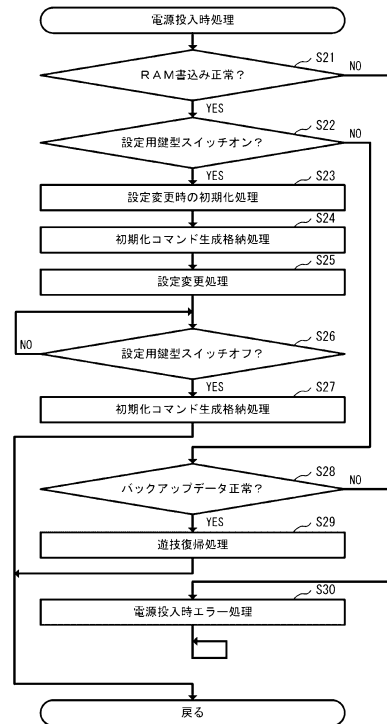 電源投入時処理
S21
RAM書込み正常？
NO
YES
S22
設定用鍵型スイッチオン？
NO
YES
S23
設定変更時の初期化処理
S24
初期化コマンド生成格納処理
S25
設定変更処理
S26
設定用鍵型スイッチオフ？
NO
YES
S27
初期化コマンド生成格納処理
S28
バックアップデータ正常？
NO
YES
S29
遊技復帰処理
S30
電源投入時エラー処理
戻る